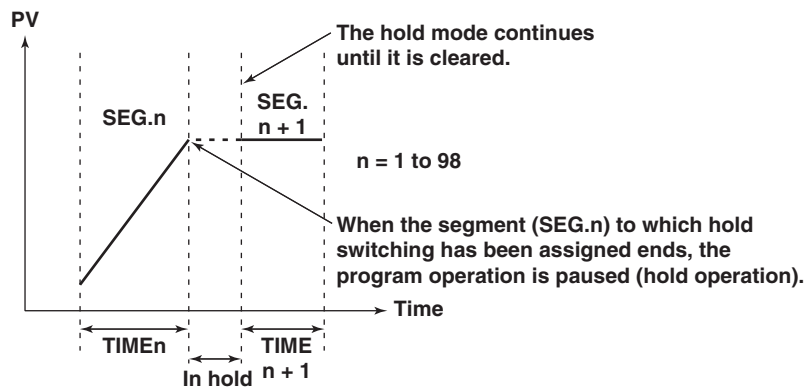 PV
The hold mode continues
until it is cleared.
SEG.n
SEG.
n + 1
n = 1 to 98
When the segment (SEG.n) to which hold
switching has been assigned ends, the
program operation is paused (hold operation).
Time
TIMEn
TIME
n + 1
In hold